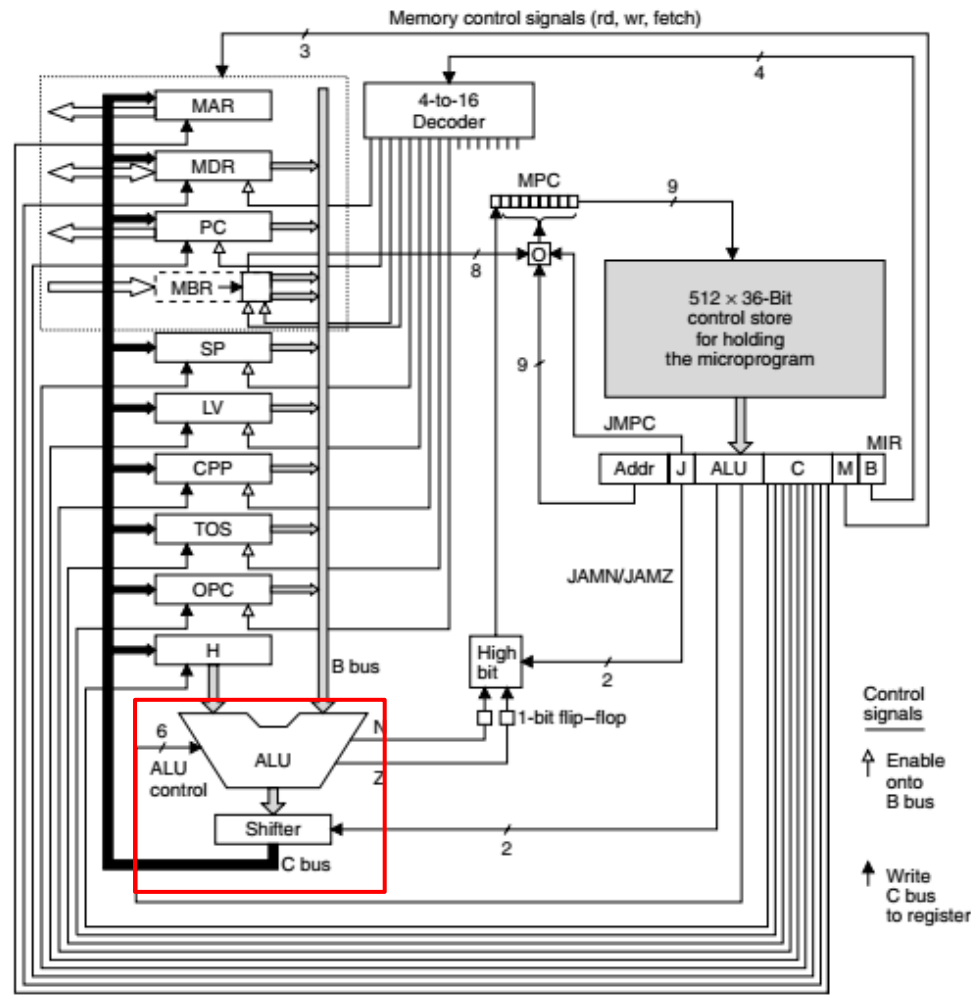 Memory control signals (rd, wr, fetch)
3
4
MAR
4-to-16
Decoder
MDR
MPC
9
PC
8
O
MBR
512 × 36-Bit
control store
for holding
the microprogram
SP
9
LV
JMPC
MIR
Addr
J
ALU
C
M
B
CPP
TOS
JAMN/JAMZ
OPC
H
B bus
High
bit
2
Control
signals
6
N
1-bit flip–flop
ALU
control
ALU
Z
Enable
onto
B bus
Shifter
2
C bus
Write
C bus
to register